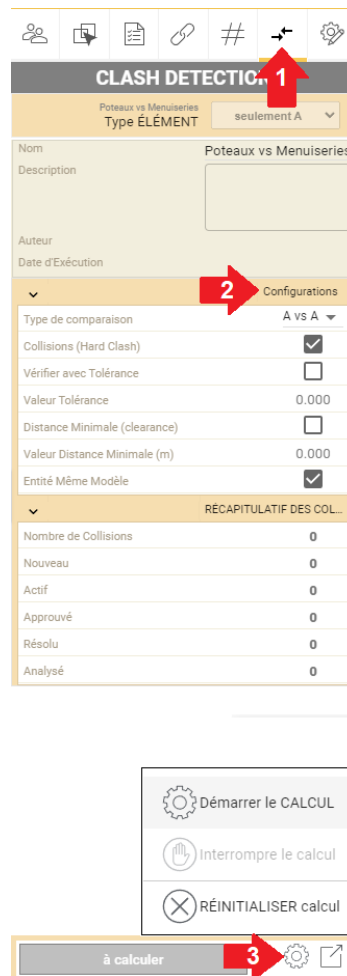 CLASH DETECTIO
1
Poteaux vs Menuiseries
Type ÉLÉMENT
seulement A
Nom
Poteaux vs Menuiseries
Description
Auteur
Date d'Exécution
2
Configurations
Type de comparaison
A vs A
Collisions (Hard Clash)
Vérifier avec Tolérance
Valeur Tolérance
0.000
Distance Minimale (clearance)
Valeur Distance Minimale (m)
0.000
Entité Même Modèle
RÉCAPITULATIF DES COL...
Nombre de Collisions
0
Nouveau
0
Actif
0
Approuvé
0
Résolu
0
Analysé
0
Démarrer le CALCUL
Interrompre le calcul
RÉINITIALISER calcul
à calculer
3